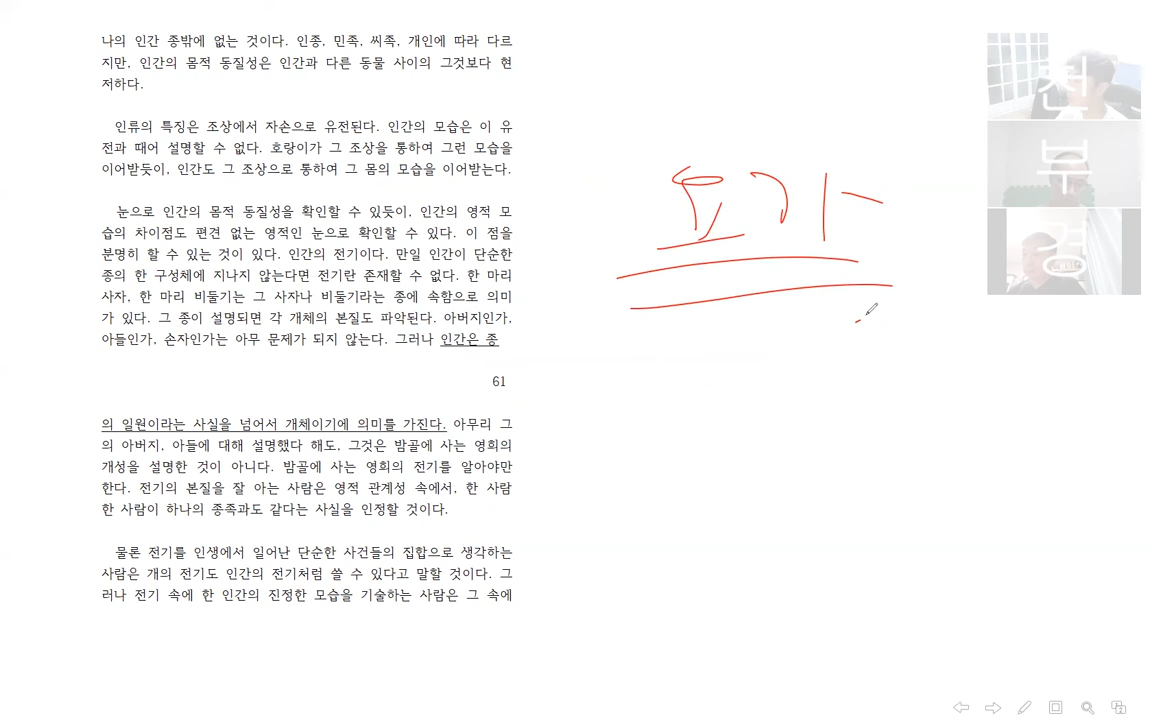 나의 인간 종밖에 없는 것이다. 인종, 민족, 씨족, 개인에 따라 다르
지만, 인간의 몸적 동질성은 인간과 다른 동물 사이의 그것보다 현
저하다.
인류의 특징은 조상에서 자손으로 유전된다. 인간의 모습은 이 유
전과 떼어 설명할 수 없다. 호랑이가 그 조상을 통하여 그런 모습을
이어받듯이, 인간도 그 조상으로 통하여 그 몸의 모습을 이어받는다.
눈으로 인간의 몸적 동질성을 확인할 수 있듯이, 인간의 영적 모
습의 차이점도 편견 없는 영적인 눈으로 확인할 수 있다. 이 점을
분명히 할 수 있는 것이 있다. 인간의 전기이다. 만일 인간이 단순한
종의 한 구성체에 지나지 않는다면 전기란 존재할 수 없다. 한 마리
사자, 한 마리 비둘기는 그 사자나 비둘기라는 종에 속함으로 의미
가 있다. 그 종이 설명되면 각 개체의 본질도 파악된다. 아버지인가,
아들인가, 손자인가는 아무 문제가 되지 않는다. 그러나 인간은 종
61
의 일원이라는 사실을 넘어서 개체이기에 의미를 가진다. 아무리 그
의 아버지, 아들에 대해 설명했다 해도, 그것은 밤골에 사는 영희의
개성을 설명한 것이 아니다. 밤골에 사는 영희의 전기를 알아야만
한다. 전기의 본질을 잘 아는 사람은 영적 관계성 속에서, 한 사람
한 사람이 하나의 종족과도 같다는 사실을 인정할 것이다.
물론 전기를 인생에서 일어난 단순한 사건들의 집합으로 생각하는
사람은 개의 전기도 인간의 전기처럼 쓸 수 있다고 말할 것이다. 그
러나 전기 속에 한 인간의 진정한 모습을 기술하는 사람은 그 속에
천
부
경